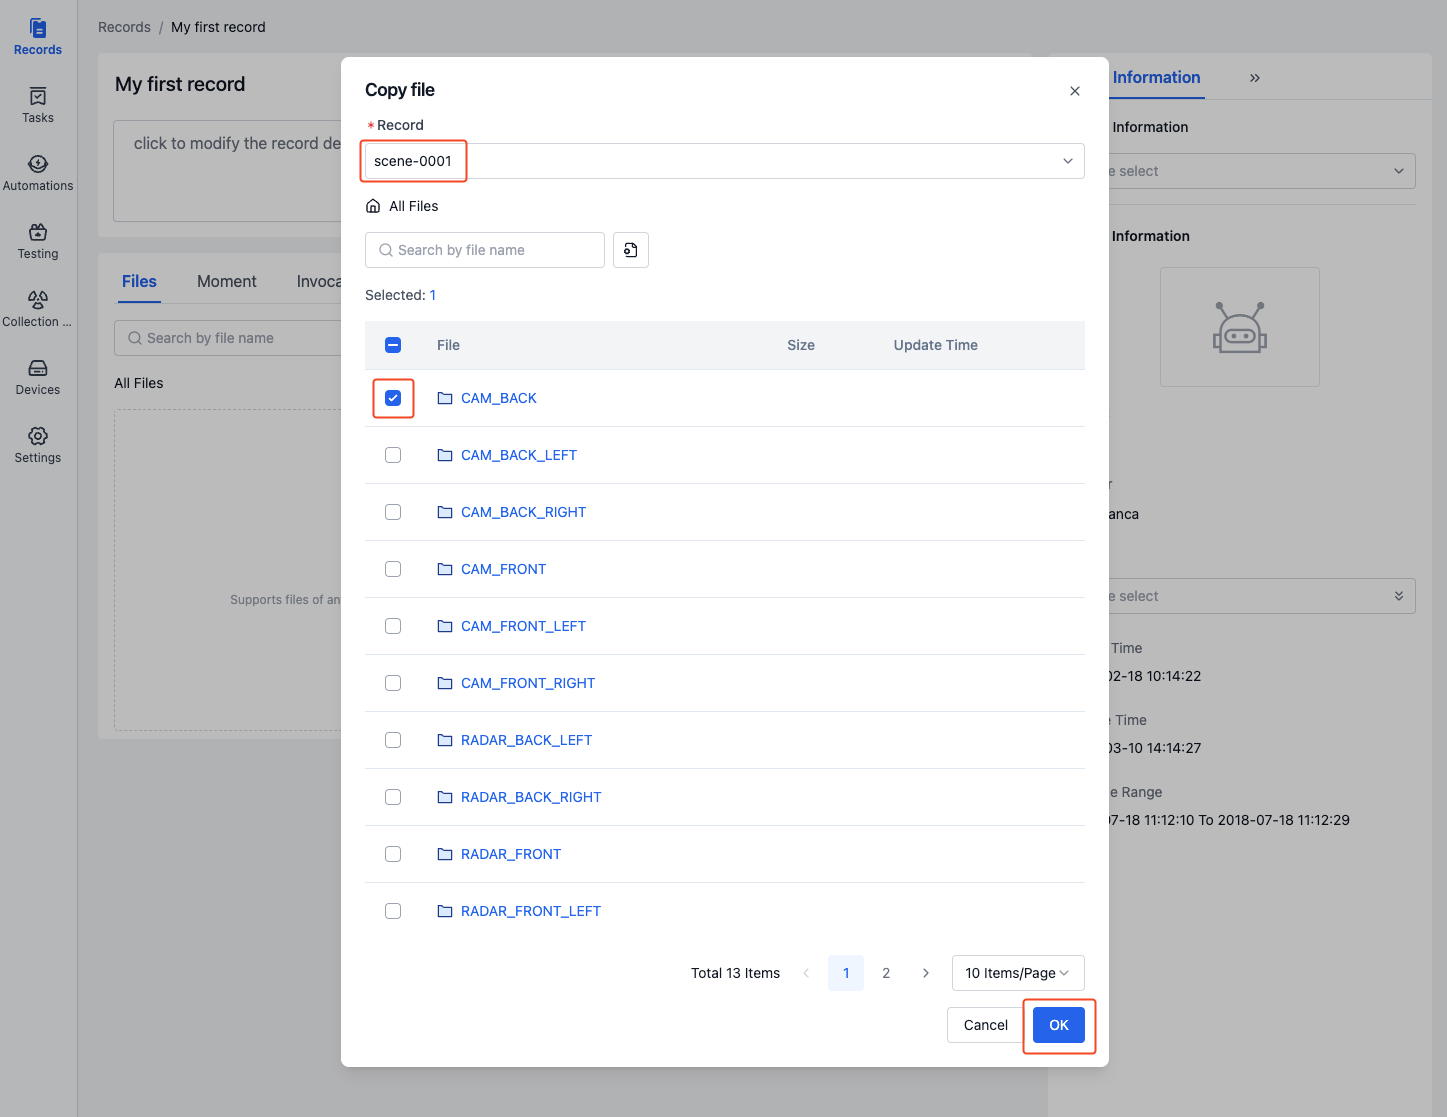 Records
Tasks
Automations
Testing
Collection ...
Devices
Settings
Records / My first record
My first record
click to modify the record de
Files Moment Invoca
Search by file name
All Files
Supports files of an
Copy file
* Record
scene-0001
All Files
Search by file name
Selected: 1
File Size Update Time
CAM_BACK
CAM_BACK_LEFT
CAM_BACK_RIGHT
CAM_FRONT
CAM_FRONT_LEFT
CAM_FRONT_RIGHT
RADAR_BACK_LEFT
RADAR_BACK_RIGHT
RADAR_FRONT
RADAR_FRONT_LEFT
Total 13 Items 1 2 10 Items/Page
Cancel OK
Information
Information
e select
Information
r
anca
e select
Time
02-18 10:14:22
e Time
03-10 14:14:27
e Range
07-18 11:12:10 To 2018-07-18 11:12:29